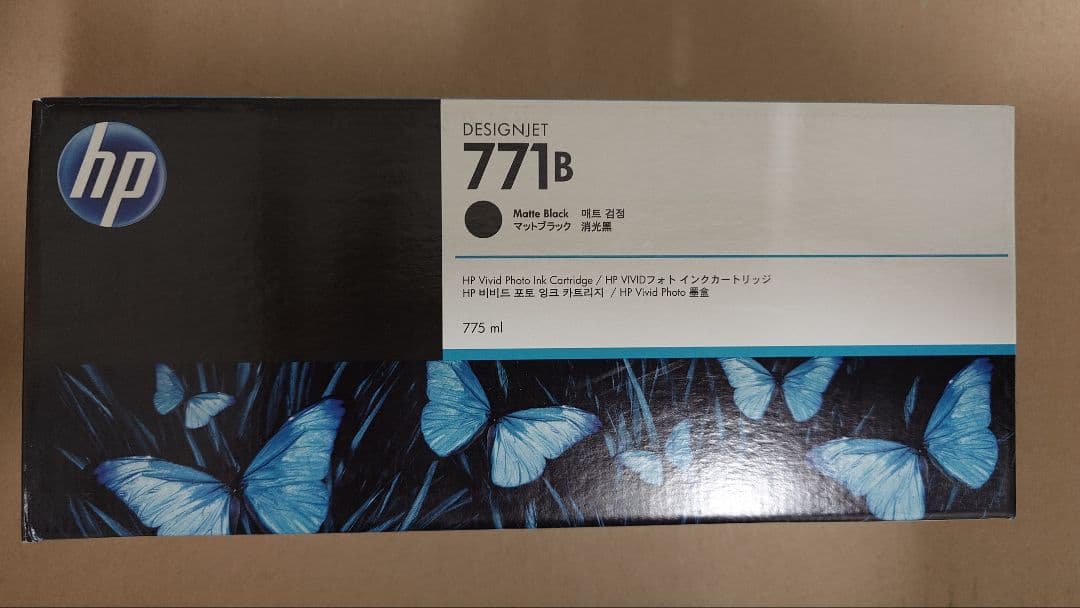 hp
DESIGNJET
771B
Matte Black 매트 검정
マットブラック 消光黒
HP Vivid Photo Ink Cartridge / HP VIVIDフォト インクカートリッジ
HP 비비드 포토 잉크 카트리지 / HP Vivid Photo 墨盒
775 ml